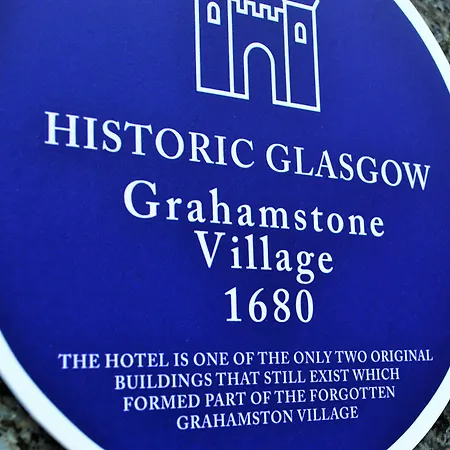 HISTORIC GLASGOW
Grahamstone
Village
1680
THE HOTEL IS ONE OF THE ONLY TWO ORIGINAL
BUILDINGS THAT STILL EXIST WHICH
FORMED PART OF THE FORGOTTEN
GRAHAMSTON VILLAGE